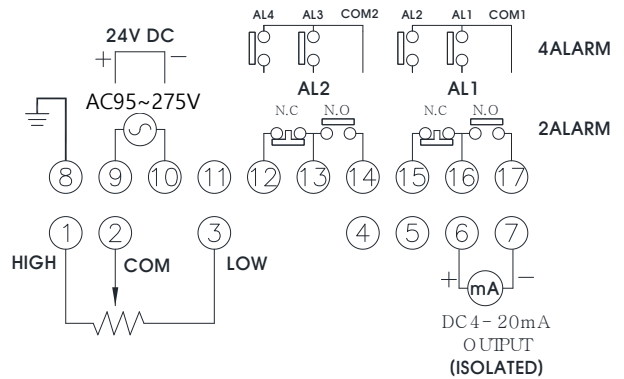 AL4 AL3 COM2 AL2 AL1 COM1
24V DC
4ALARM
+ −
AL2 AL1
AC95~275V
N.C N.O N.C N.O
2ALARM
8 9 10 11 12 13 14 15 16 17
1 2 3 4 5 6 7
HIGH COM LOW
+ mA −
DC4-20mA
OUTPUT
(ISOLATED)